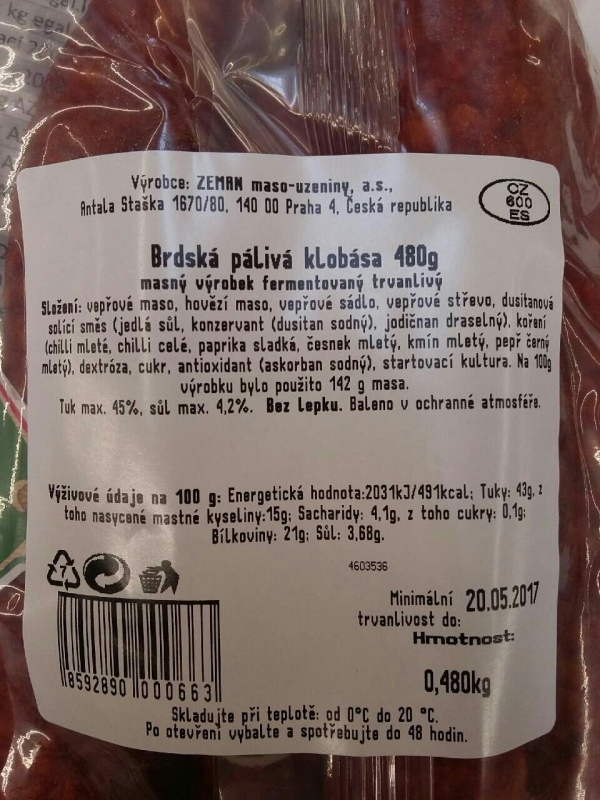 kg egal
Výrobce: ZEMAN maso-uzeniny, a.s.,
Antala Staška 1670/80, 140 00 Praha 4, Česká republika
CZ
600
ES
Brdská pálivá klobása 480g
masný výrobek fermentovaný trvanlivý
Složení: vepřové maso, hovězí maso, vepřové sádlo, vepřové střevo, dusitanová
solící směs (jedlá sůl, konzervant (dusitan sodný), jodičnan draselný), koření
(chilli mleté, chilli celé, paprika sladká, česnek mletý, kmín mletý, pepř černý
mletý), dextróza, cukr, antioxidant (askorban sodný), startovací kultura. Na 100g
výrobku bylo použito 142 g masa.
Tuk max. 45%, sůl max. 4,2%. Bez Lepku. Baleno v ochranné atmosféře.
Výživové údaje na 100 g: Energetická hodnota:2031kJ/491kcal; Tuky: 43g, z
toho nasycené mastné kyseliny:15g; Sacharidy: 4,1g, z toho cukry: 0,1g;
Bílkoviny: 21g; Sůl: 3,68g.
4603536
7
Minimální 20.05.2017
trvanlivost do:
Hmotnost:
8592890 000663
0,480kg
Skladujte při teplotě: od 0°C do 20 °C.
Po otevření vybalte a spotřebujte do 48 hodin.